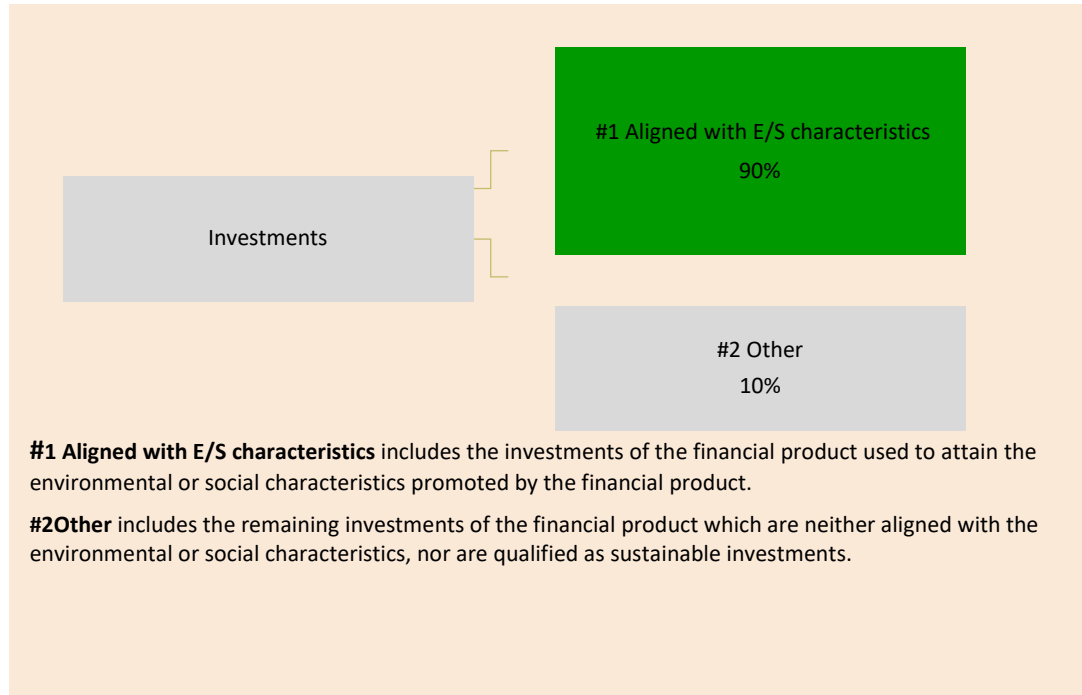 #1 Aligned with E/S characteristics
90%
Investments
#2 Other
10%
#1 Aligned with E/S characteristics includes the investments of the financial product used to attain the
environmental or social characteristics promoted by the financial product.
#2Other includes the remaining investments of the financial product which are neither aligned with the
environmental or social characteristics, nor are qualified as sustainable investments.